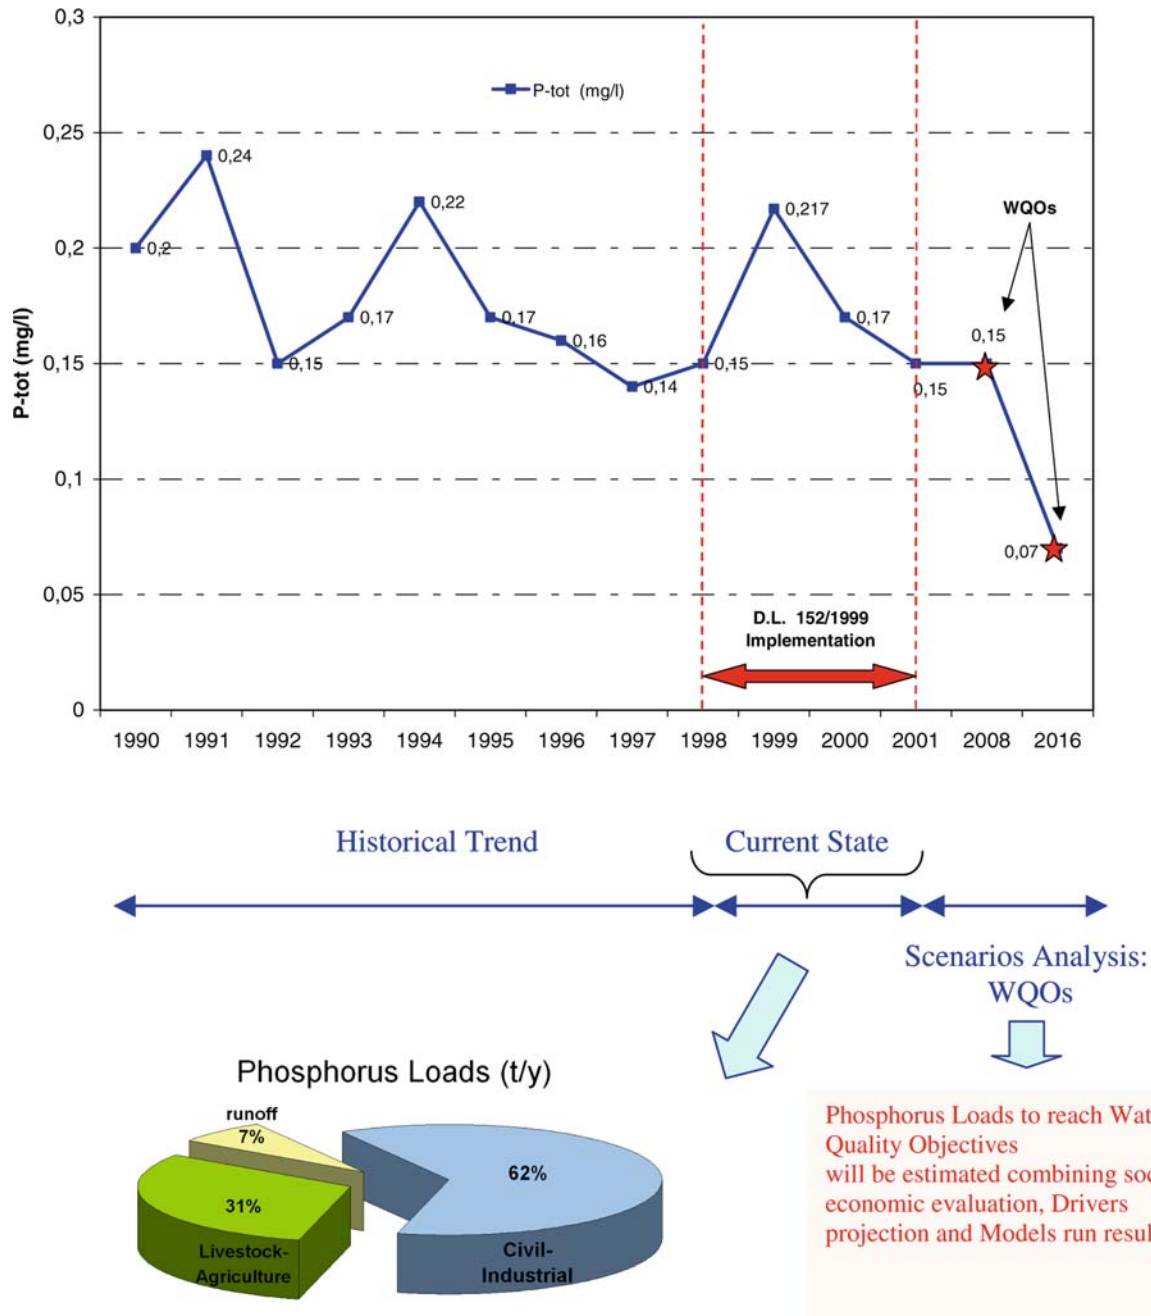 0,3
0,25
0,2
0,15
0,1
0,05
0
P-tot (mg/l)
P-tot (mg/l)
0,2
0,24
0,15
0,17
0,22
0,17
0,16
0,14
0,15
0,217
0,17
0,15
0,15
0,07
WQOs
D.L. 152/1999
Implementation
1990 1991 1992 1993 1994 1995 1996 1997 1998 1999 2000 2001 2008 2016
Historical Trend
Current State
Scenarios Analysis:
WQOs
Phosphorus Loads (t/y)
runoff
7%
62%
31%
Livestock-
Agriculture
Civil-
Industrial
Phosphorus Loads to reach
Quality Objectives
will be estimated combining
economic evaluation, Drivers
projection and Models run